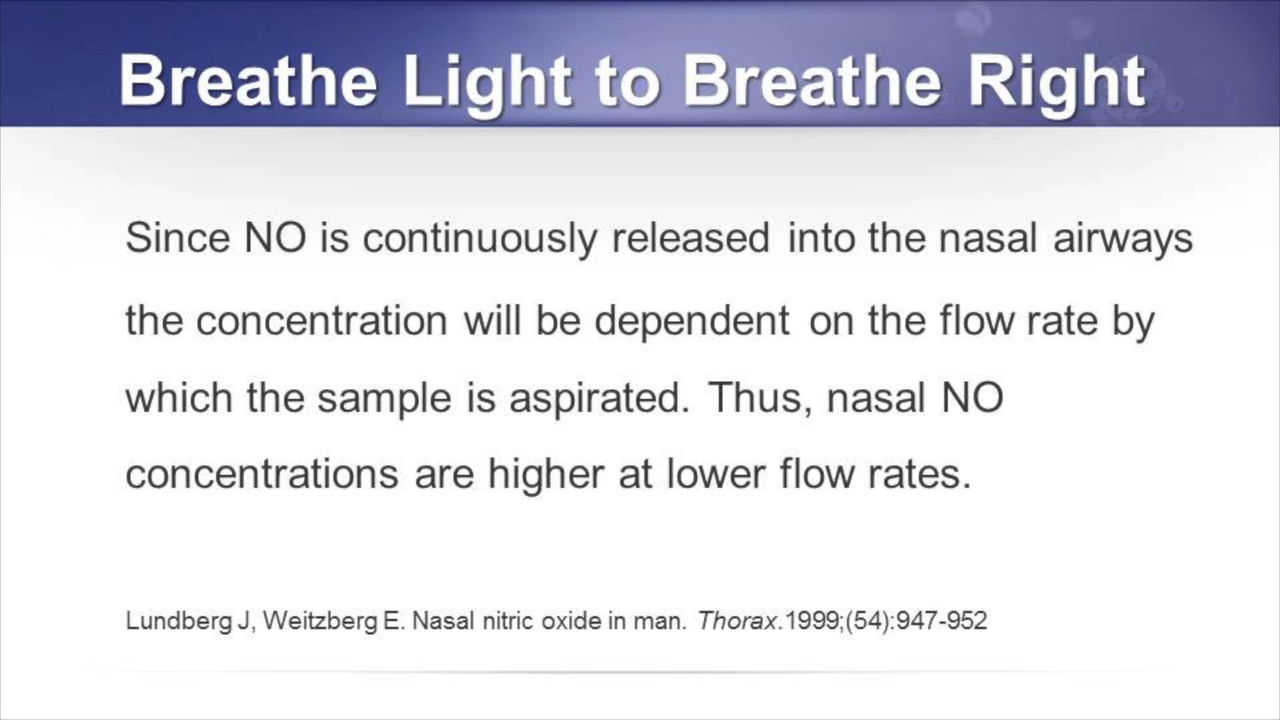 Breathe Light to Breathe Right
Since NO is continuously released into the nasal airways
the concentration will be dependent on the flow rate by
which the sample is aspirated. Thus, nasal NO
concentrations are higher at lower flow rates.
Lundberg J, Weitzberg E. Nasal nitric oxide in man. Thorax.1999;(54):947-952